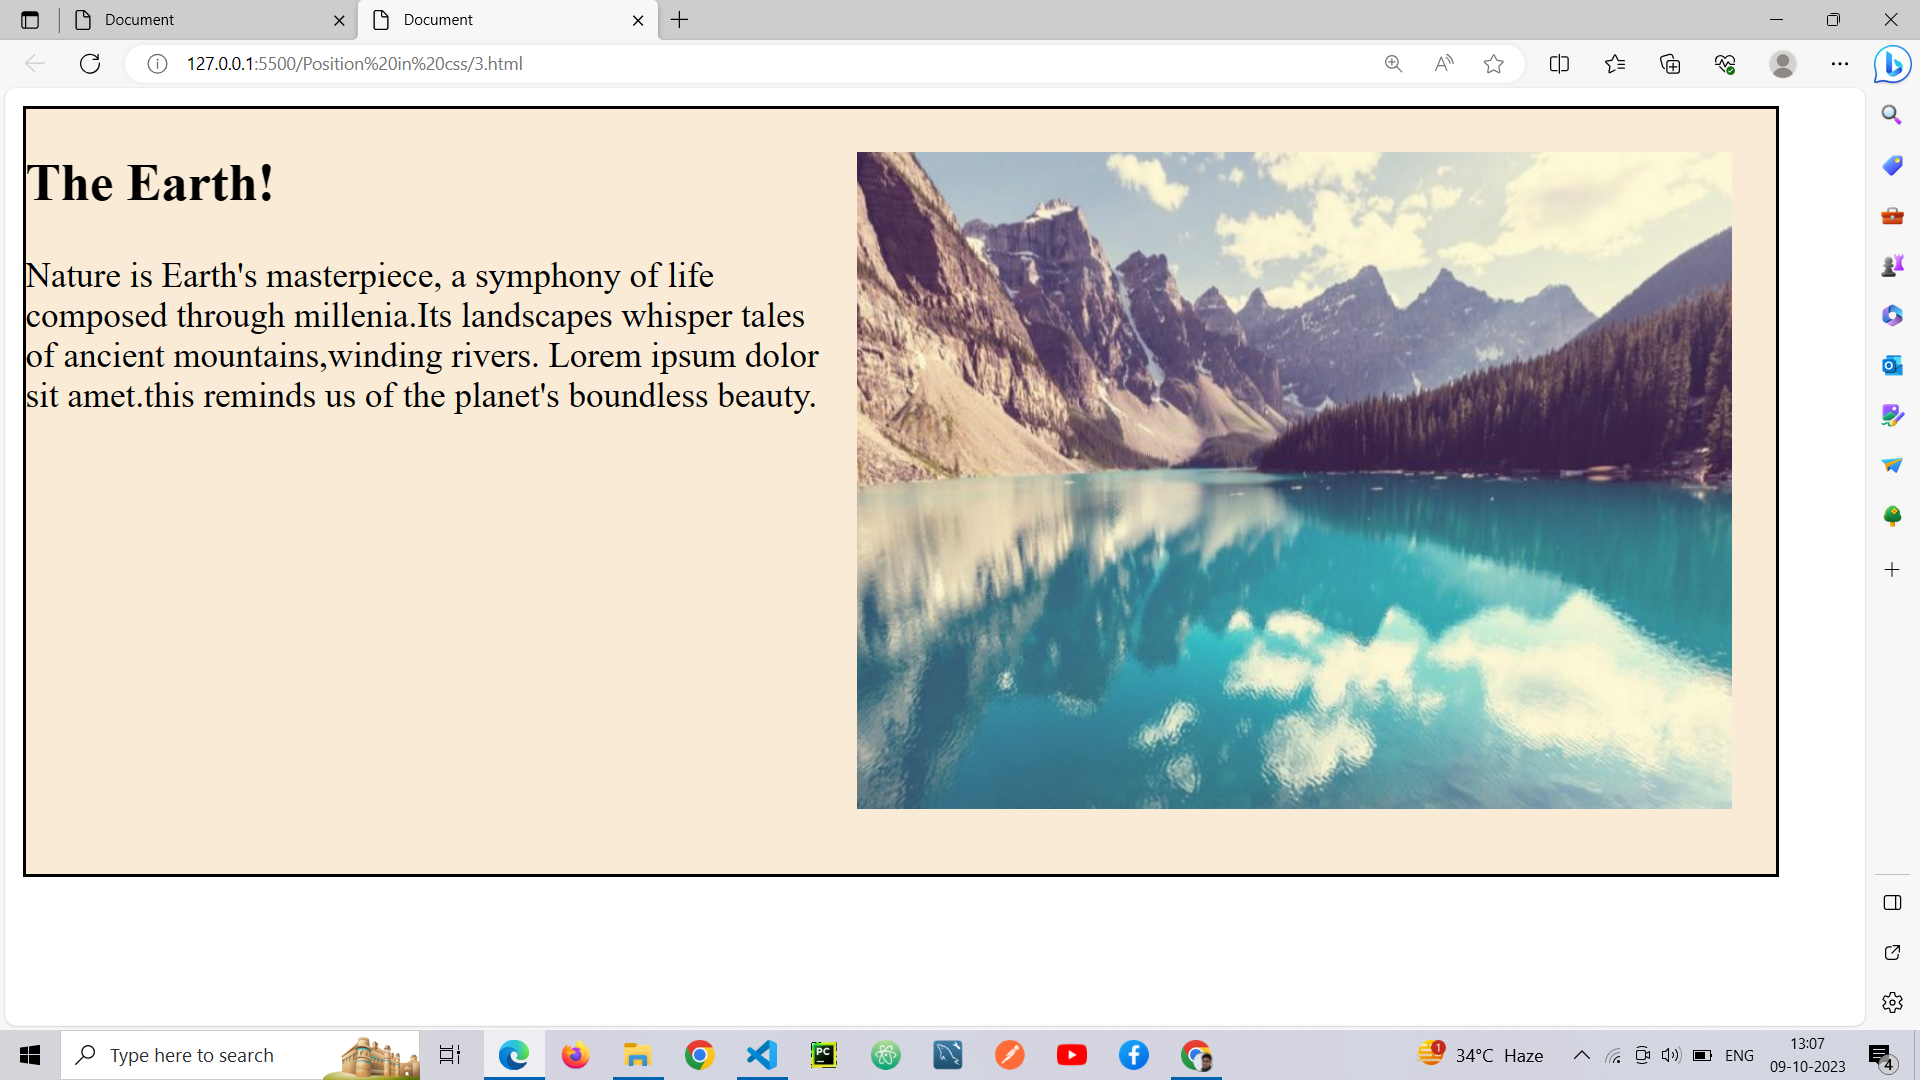 Document
Document
127.0.0.1:5500/Position%20in%20css/3.html
The Earth!
Nature is Earth's masterpiece, a symphony of life
composed through millenia.Its landscapes whisper tales
of ancient mountains,winding rivers. Lorem ipsum dolor
sit amet.this reminds us of the planet's boundless beauty.
Type here to search
PC
1
34°C Haze
ENG
13:07
09-10-2023
4